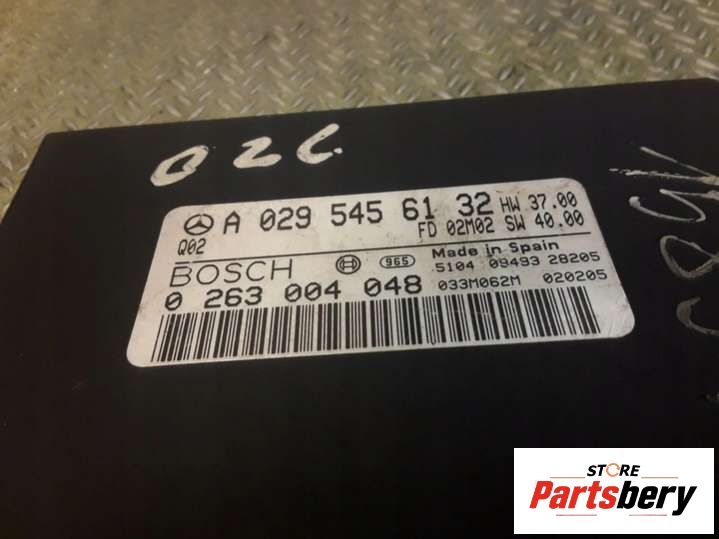 02C
A 029 545 61 32 HW 37.00
Q02 FD 02M02 SW 40.00
BOSCH 965 Made in Spain
5104 09493 28205
0 263 004 048 033M062M 020205
STORE
Partsbery